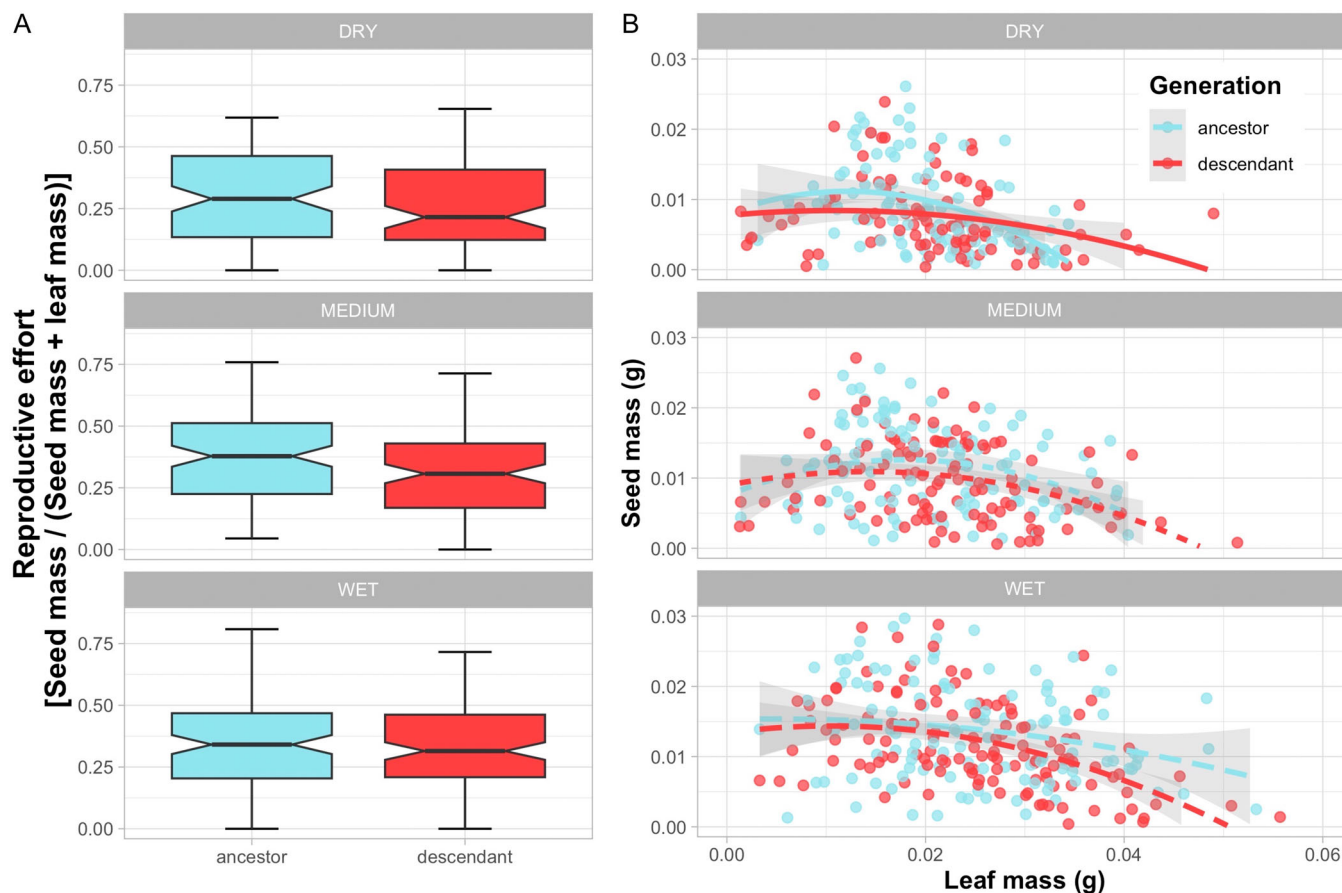 A
Reproductive effort
[Seed mass / (Seed mass + leaf mass)]
DRY
0.75
0.50
0.25
0.00
MEDIUM
0.75
0.50
0.25
0.00
WET
0.75
0.50
0.25
0.00
ancestor descendant
B
Seed mass (g)
DRY
0.03
0.02
0.01
0.00
Generation
ancestor
descendant
MEDIUM
0.03
0.02
0.01
0.00
WET
0.03
0.02
0.01
0.00
0.00 0.02 0.04 0.06
Leaf mass (g)